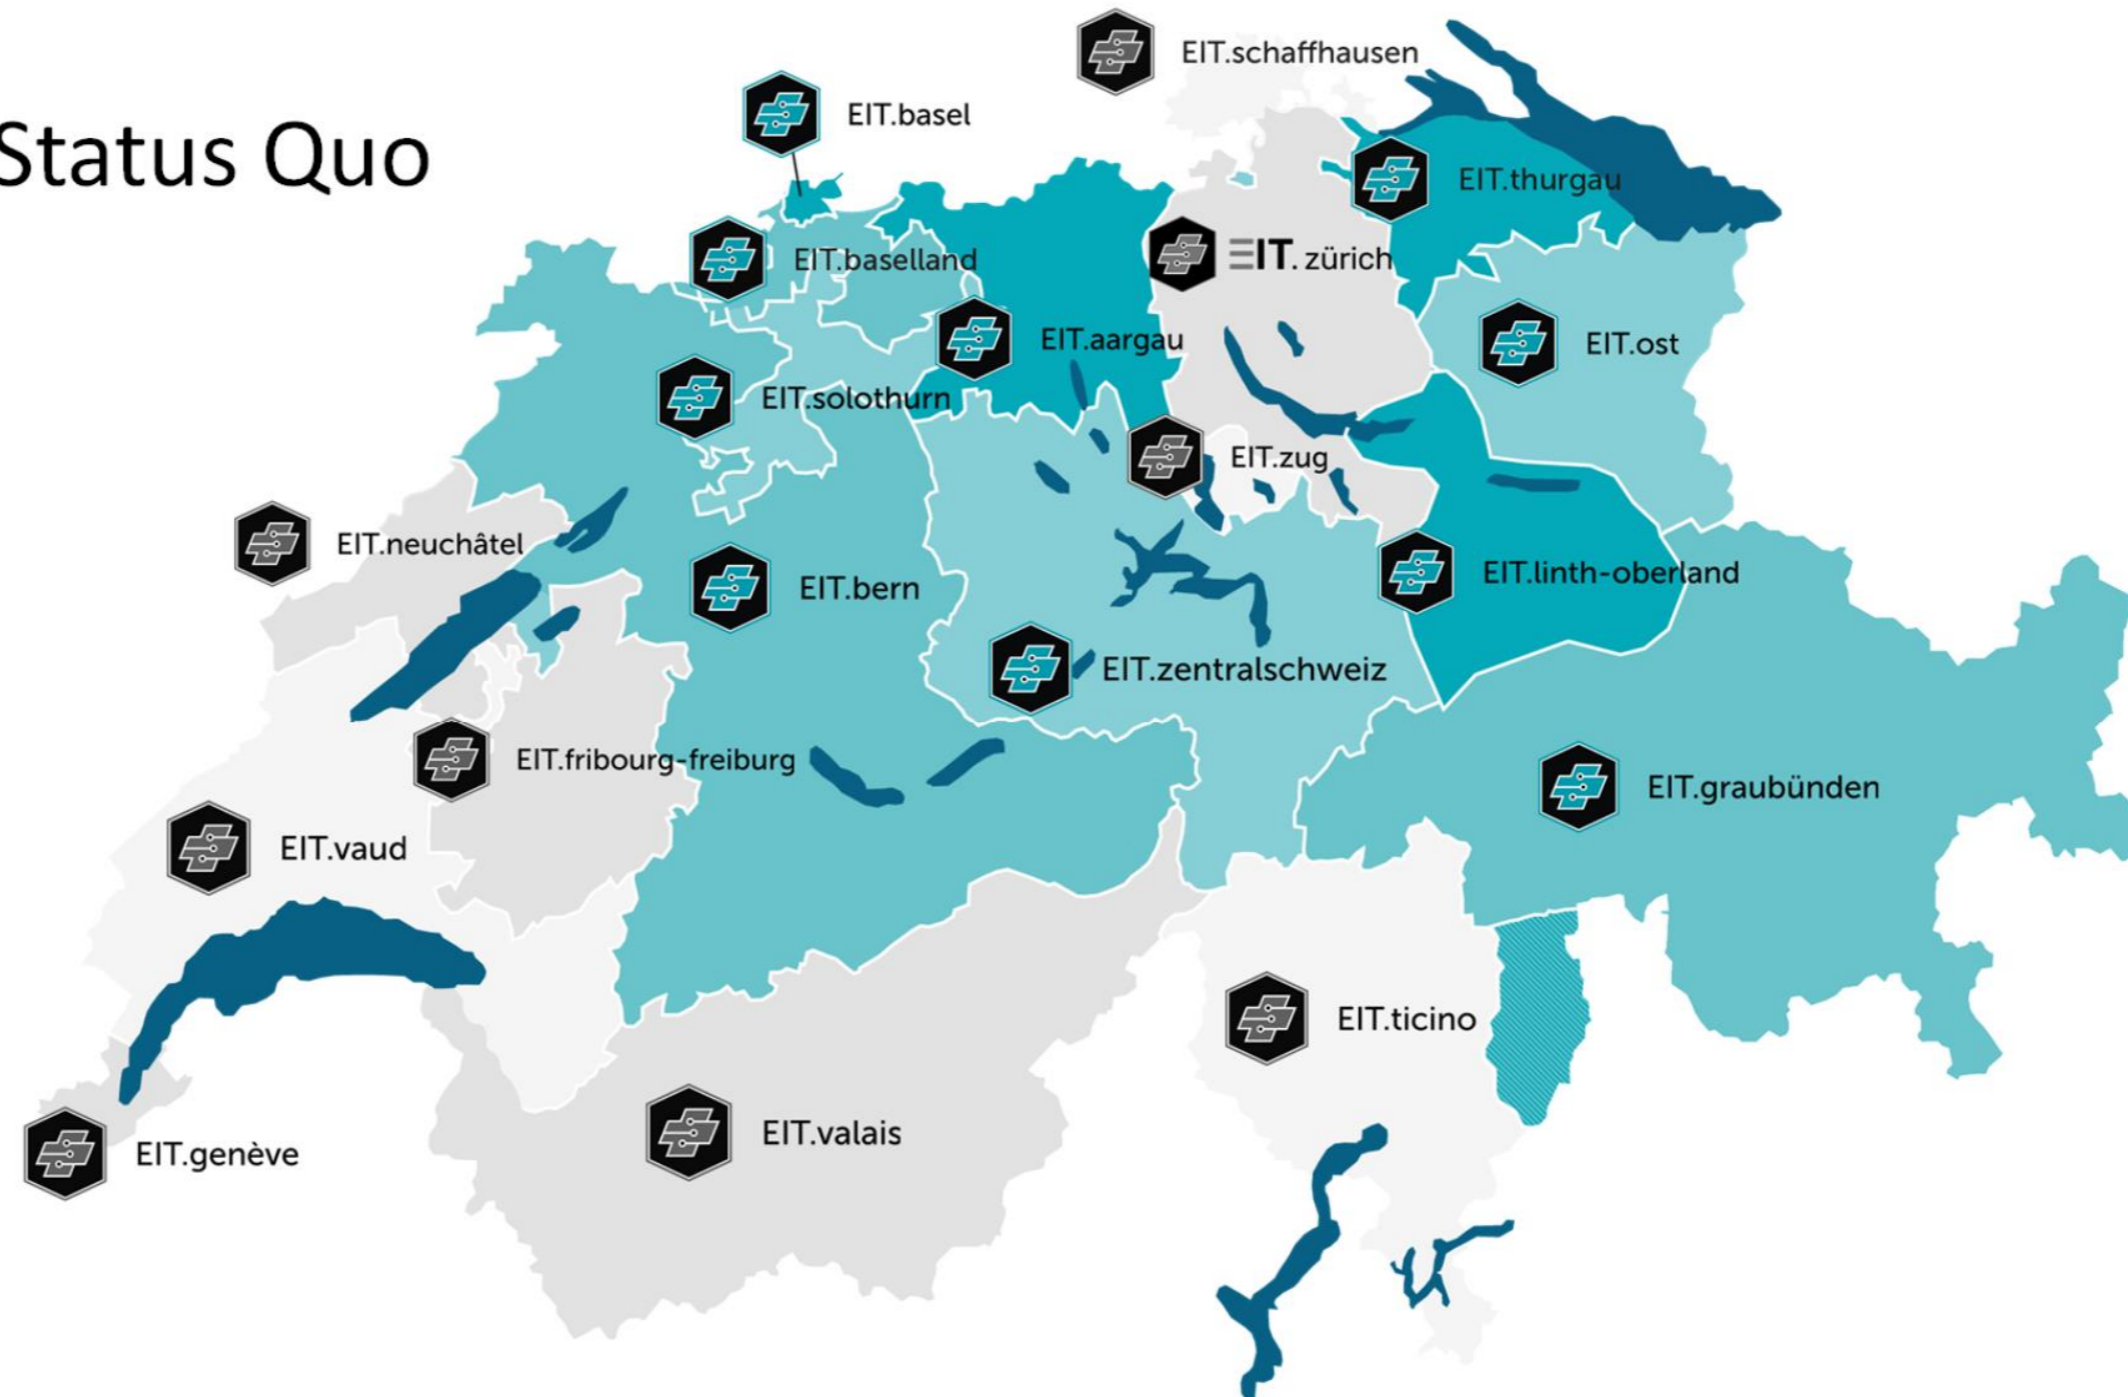 Status Quo
EIT.schaffhausen
EIT.basel
EIT.thurgau
EIT.baselland
EIT.zürich
EIT.aargau
EIT.ost
EIT.solothurn
EIT.zug
EIT.neuchâtel
EIT.linth-oberland
EIT.bern
EIT.zentralschweiz
EIT.fribourg-freiburg
EIT.graubünden
EIT.vaud
EIT.ticino
EIT.valais
EIT.genève